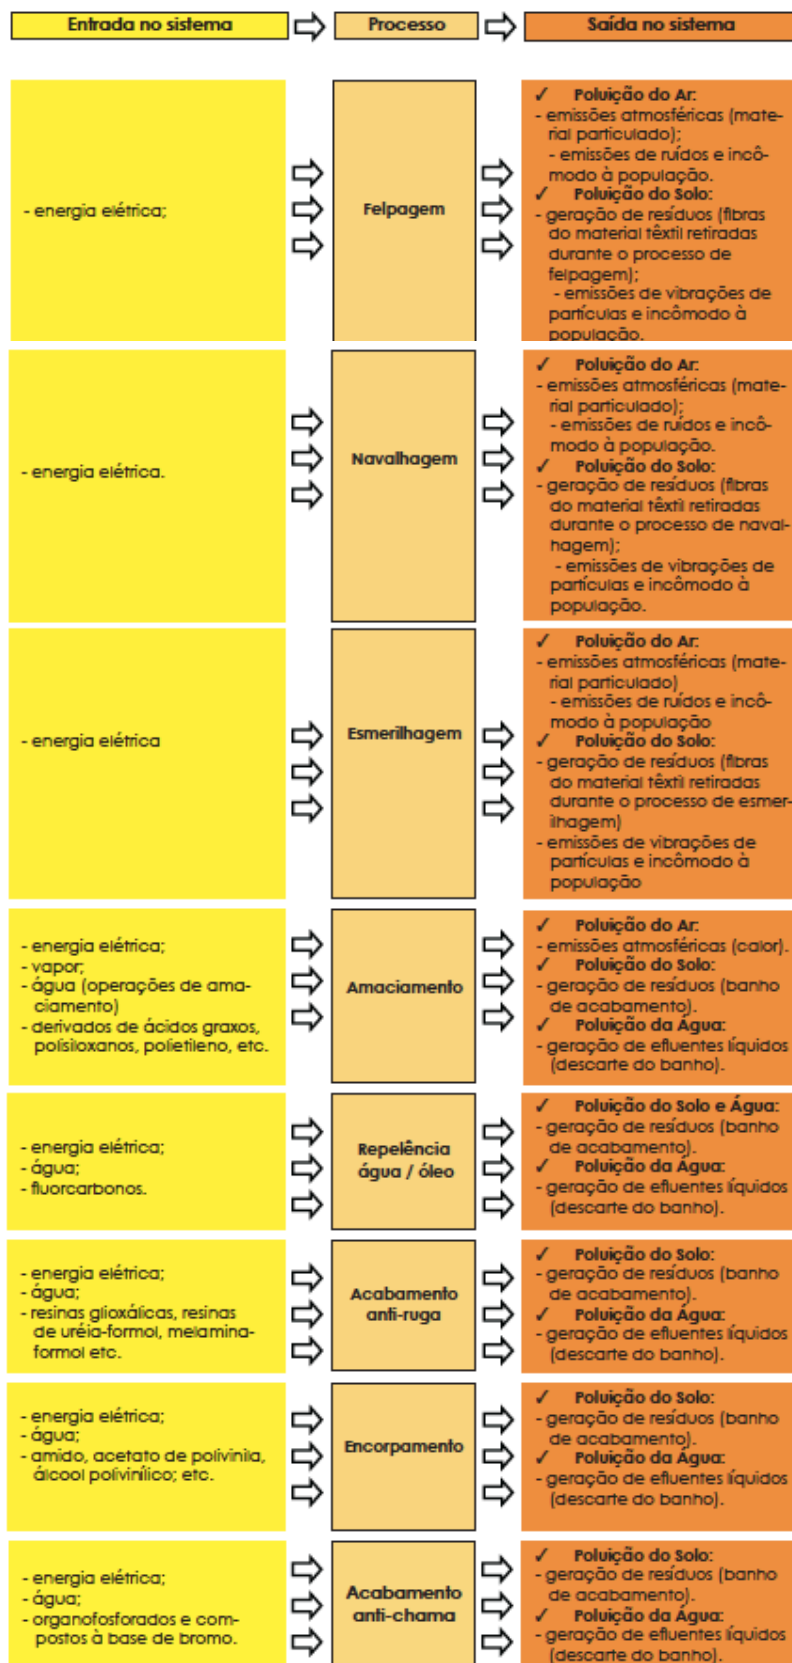 Entrada no sistema
Processo
Saída no sistema
- energia elétrica;
Felpagem
✓ Poluição do Ar:
- emissões atmosféricas (mate-
rial particulado);
- emissões de ruídos e incô-
modo à população.
✓ Poluição do Solo:
- geração de resíduos (fibras
do material têxtil retiradas
durante o processo de
felpagem);
- emissões de vibrações de
partículas e incômodo à
população.
- energia elétrica.
Navalhagem
✓ Poluição do Ar:
- emissões atmosféricas (mate-
rial particulado);
- emissões de ruídos e incô-
modo à população.
✓ Poluição do Solo:
- geração de resíduos (fibras
do material têxtil retiradas
durante o processo de naval-
hagem);
- emissões de vibrações de
partículas e incômodo à
população.
- energia elétrica
Esmerilhagem
✓ Poluição do Ar:
- emissões atmosféricas (mate-
rial particulado)
- emissões de ruídos e incô-
modo à população
✓ Poluição do Solo:
- geração de resíduos (fibras
do material têxtil retiradas
durante o processo de esmer-
ilhagem)
- emissões de vibrações de
partículas e incômodo à
população
- energia elétrica;
- vapor;
- água (operações de ama-
ciamento)
- derivados de ácidos graxos,
polisiloxanos, polietileno, etc.
Amaciamento
✓ Poluição do Ar:
- emissões atmosféricas (calor).
✓ Poluição do Solo:
- geração de resíduos (banho
de acabamento).
✓ Poluição da Água:
- geração de efluentes líquidos
(descarte do banho).
- energia elétrica;
- água;
- fluorcarbonos.
Repelência
água / óleo
✓ Poluição do Solo e Água:
- geração de resíduos (banho
de acabamento).
✓ Poluição da Água:
- geração de efluentes líquidos
(descarte do banho).
- energia elétrica;
- água;
- resinas glioxálicas, resinas
de uréia-formol, melamina-
formol etc.
Acabamento
anti-ruga
✓ Poluição do Solo:
- geração de resíduos (banho
de acabamento).
✓ Poluição da Água:
- geração de efluentes líquidos
(descarte do banho).
- energia elétrica;
- água;
- amido, acetato de polivinila,
álcool polivinílico; etc.
Encorpamento
✓ Poluição do Solo:
- geração de resíduos (banho
de acabamento).
✓ Poluição da Água:
- geração de efluentes líquidos
(descarte do banho).
- energia elétrica;
- água;
- organofosforados e com-
postos à base de bromo.
Acabamento
anti-chama
✓ Poluição do Solo:
- geração de resíduos (banho
de acabamento).
✓ Poluição da Água:
- geração de efluentes líquidos
(descarte do banho).